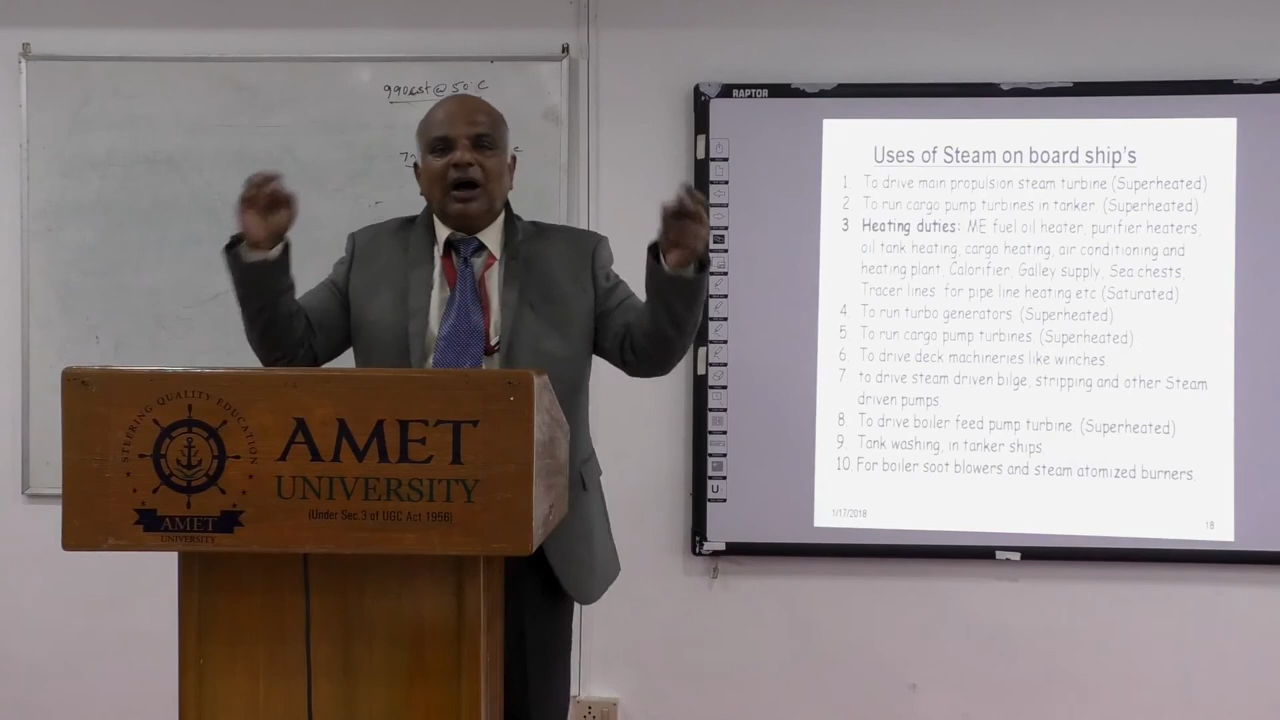 990cst@50°C
RAPTOR
Uses of Steam on board ship's
1. To drive main propulsion steam turbine (Superheated)
2 To run cargo pump turbines in tanker. (Superheated)
3 Heating duties: ME fuel oil heater, purifier heaters,
oil tank heating, cargo heating, air conditioning and
heating plant, Calorifier, Galley supply, Sea chests,
Tracer lines for pipe line heating etc (Saturated)
4. To run turbo generators. (Superheated)
5. To run cargo pump turbines. (Superheated)
6. To drive deck machineries like winches.
7. to drive steam driven bilge, stripping and other Steam
driven pumps.
8. To drive boiler feed pump turbine. (Superheated)
9. Tank washing, in tanker ships
10. For boiler soot blowers and steam atomized burners.
1/17/2018
18
STEERING QUALITY EDUCATION
AMET
UNIVERSITY
AMET
UNIVERSITY
(Under Sec.3 of UGC Act 1956)